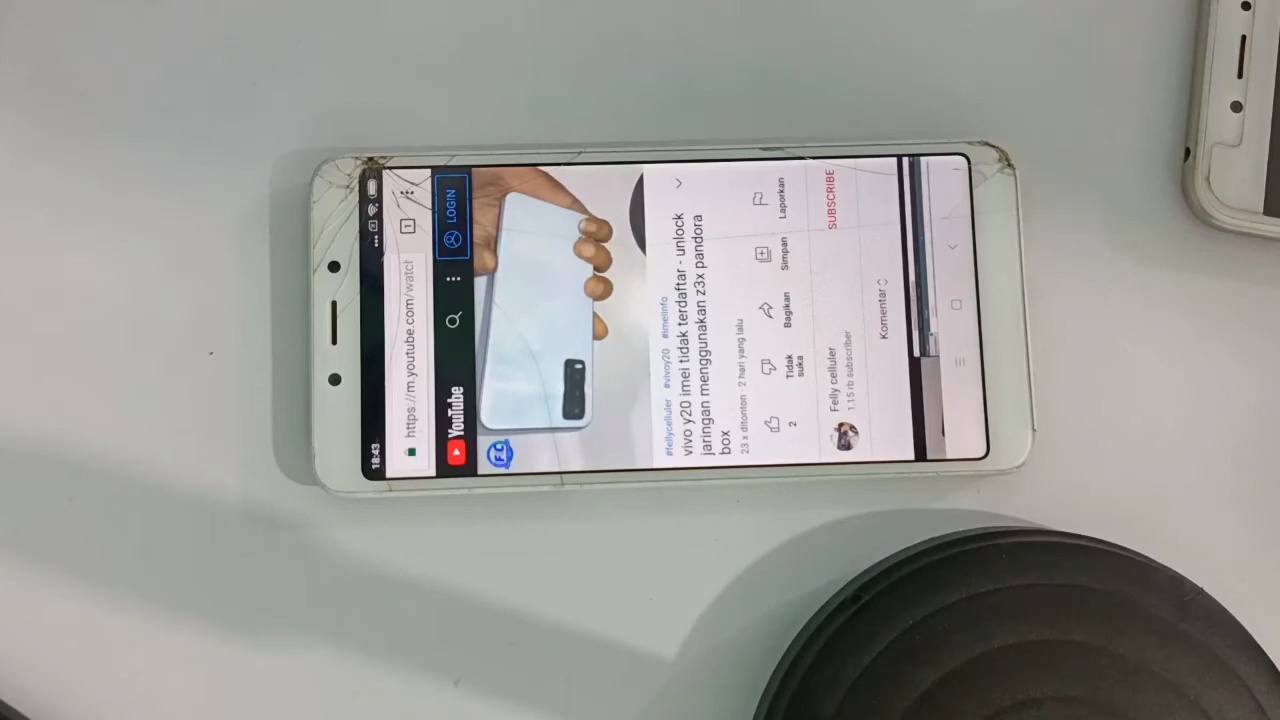 18:43
https://m.youtube.com/watch
1
YouTube
LOGIN
FC
#fellycelluler #vivoy20 #imeiinfo
vivo y20 imei tidak terdaftar - unlock
jaringan menggunakan z3x pandora
box
23 x ditonton · 2 hari yang lalu
2
Tidak
suka
Bagikan
Simpan
Laporkan
Felly celluler
1,15 rb subscriber
SUBSCRIBE
Komentar